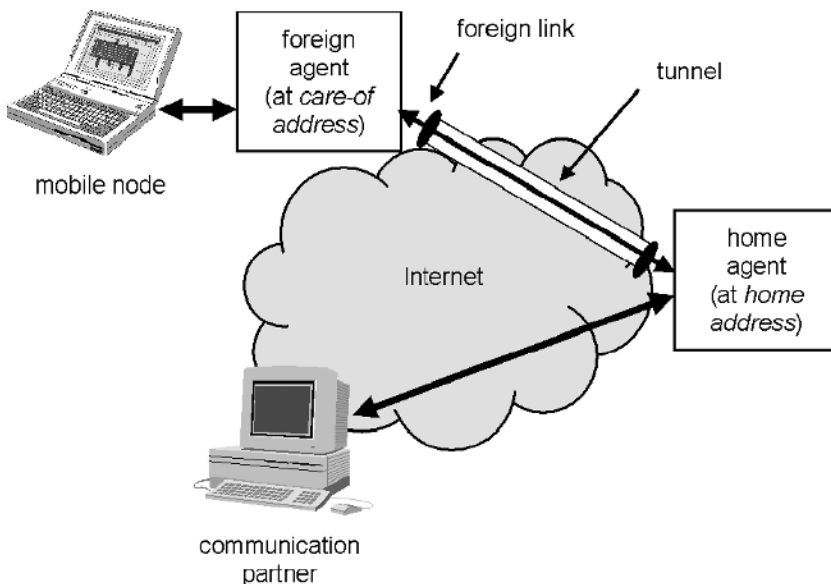 foreign
agent
(at care-of
address)
foreign link
tunnel
mobile node
home
agent
(at home
address)
Internet
communication
partner